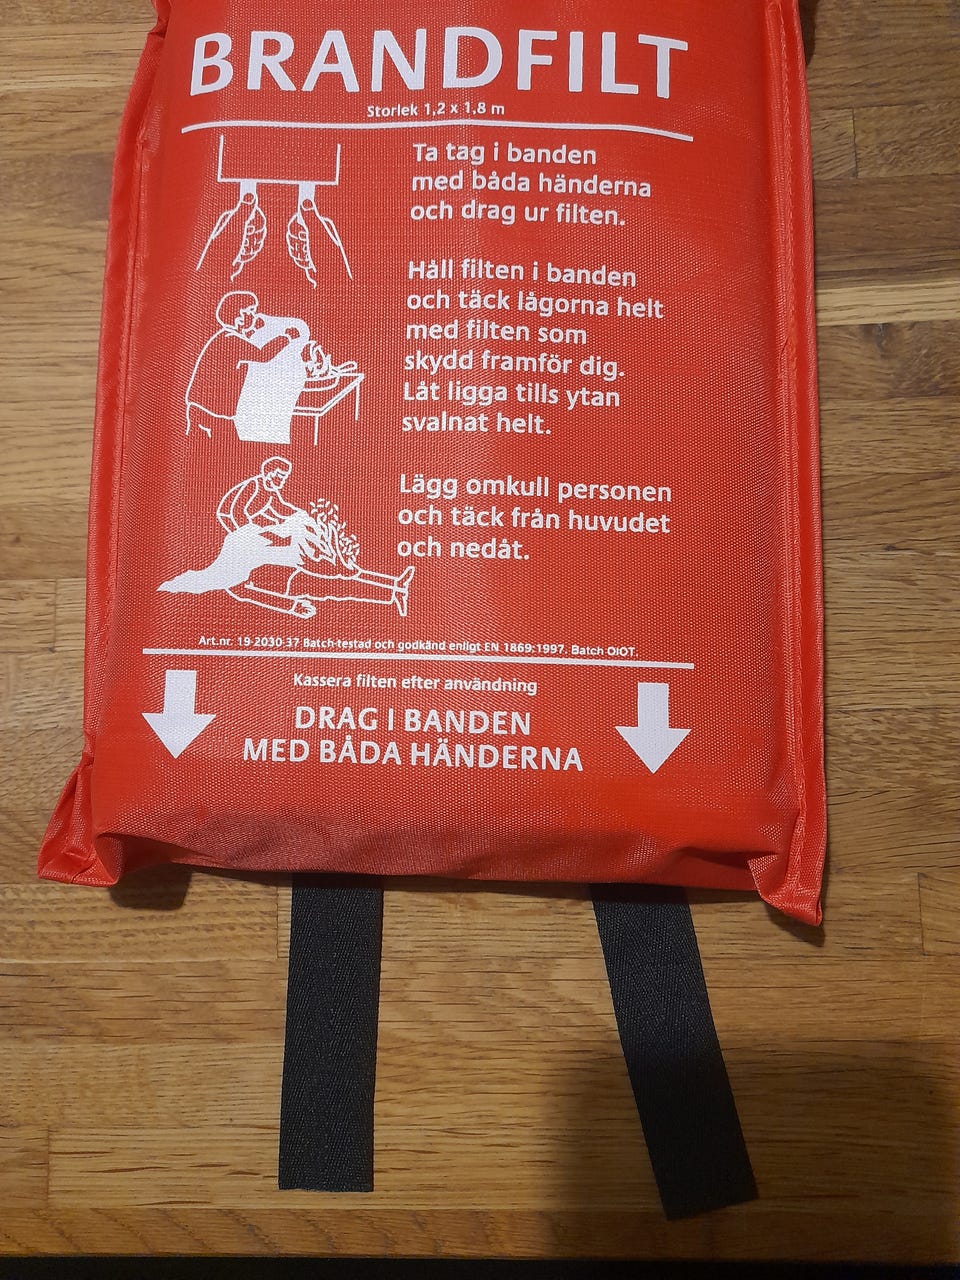 BRANDFILT
Storlek 1,2 x 1,8 m
Ta tag i banden
med båda händerna
och drag ur filten.
Håll filten i banden
och täck lågorna helt
med filten som
skydd framför dig.
Låt ligga tills ytan
svalnat helt.
Lägg omkull personen
och täck från huvudet
och nedåt.
Art.nr. 19-2030-37 Batch-testad och godkänd enligt EN 1869:1997. Batch OIOT.
Kassera filten efter användning
DRAG I BANDEN
MED BÅDA HÄNDERNA